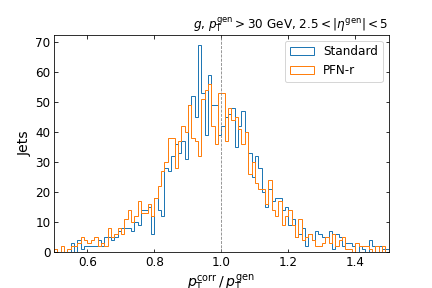 g, p_T^gen > 30 GeV, 2.5 < |η^gen| < 5
Standard
PFN-r
Jets
70
60
50
40
30
20
10
0
0.6 0.8 1.0 1.2 1.4
p_T^corr / p_T^gen